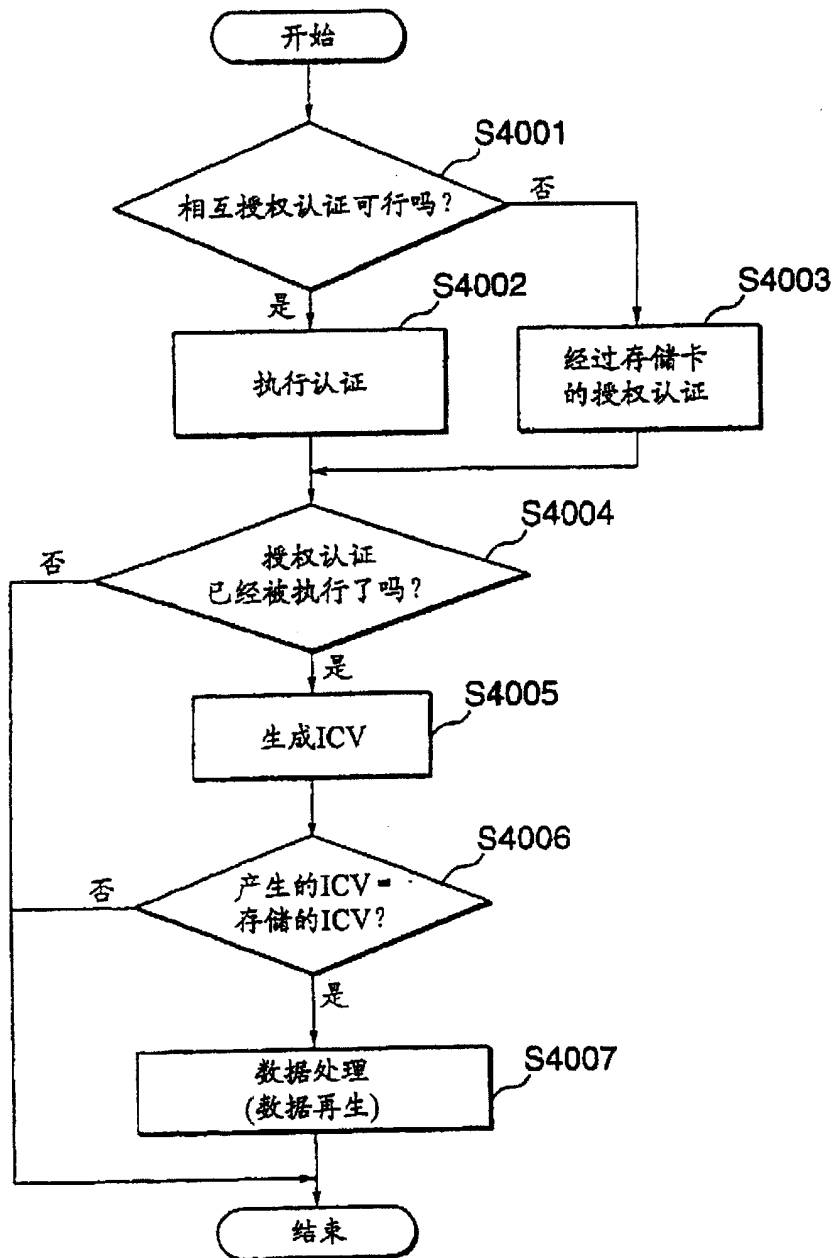 开始
S4001
相互授权认证可行吗?
否
S4002
S4003
是
执行认证
经过存储卡
的授权认证
S4004
否
授权认证
已经被执行了吗?
是
S4005
生成ICV
S4006
否
产生的ICV=
存储的ICV?
是
S4007
数据处理
(数据再生)
结束